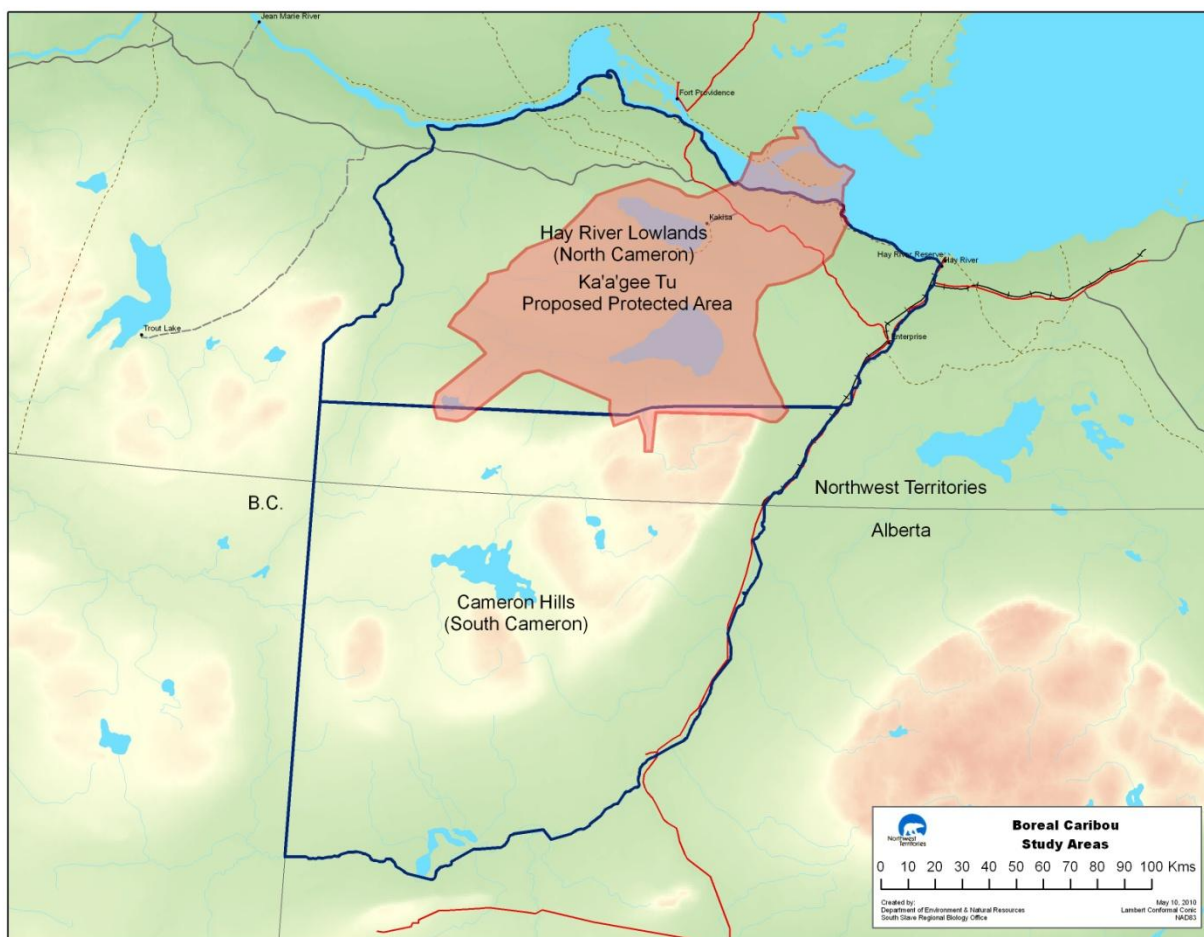 Jean Marie River
Fort Providence
Kakisa
Hay River Lowlands
(North Cameron)
Ka'a'gee Tu
Proposed Protected Area
Hay River Reserve
Hay River
Trout Lake
Enterprise
B.C.
Northwest Territories
Alberta
Cameron Hills
(South Cameron)
Northwest
Territories
Boreal Caribou
Study Areas
0 10 20 30 40 50 60 70 80 90 100 Kms
Created by:
Department of Environment & Natural Resources
South Slave Regional Biology Office
May 10, 2010
Lambert Conformal Conic
NAD83